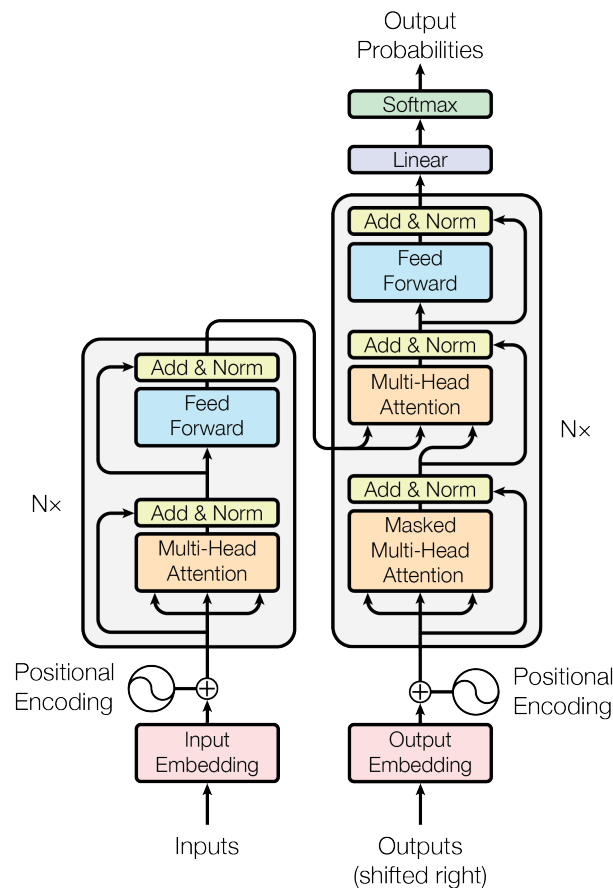 Output
Probabilities
Softmax
Linear
Add & Norm
Feed
Forward
Add & Norm
Multi-Head
Attention
Add & Norm
Masked
Multi-Head
Attention
N×
Add & Norm
Feed
Forward
Add & Norm
Multi-Head
Attention
N×
Positional
Encoding
Positional
Encoding
Input
Embedding
Output
Embedding
Inputs
Outputs
(shifted right)